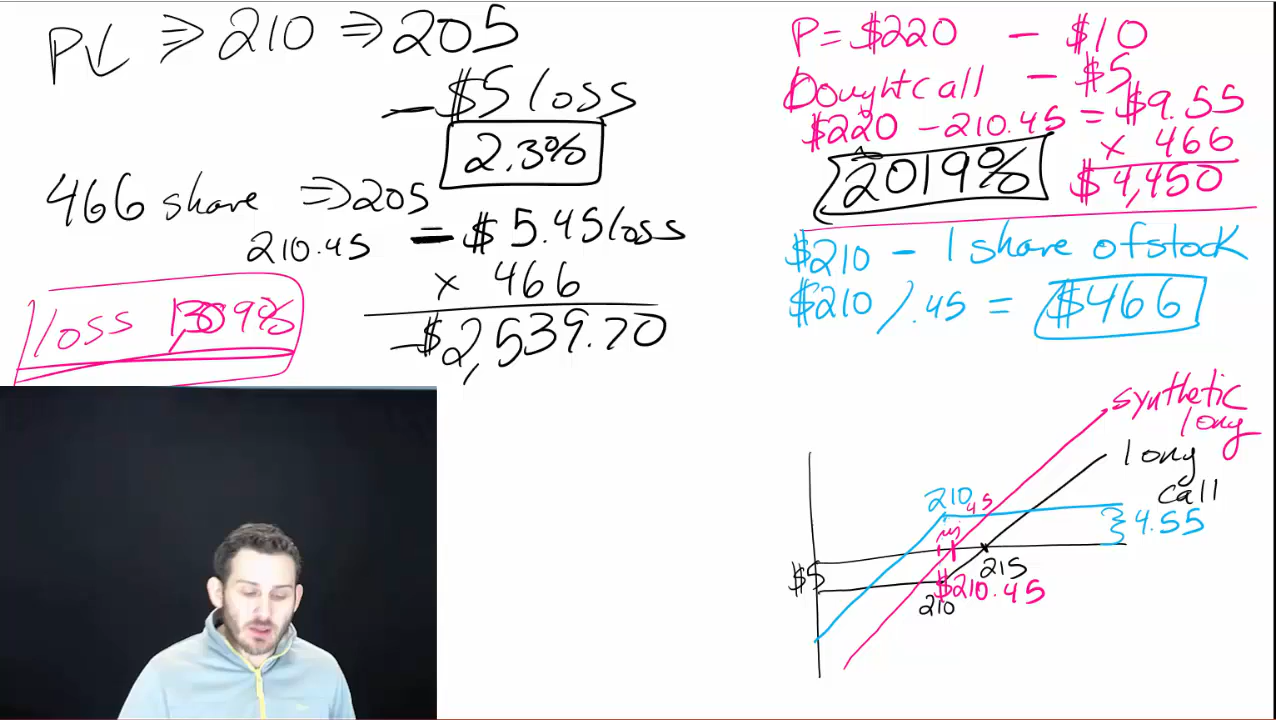 PL ⇒ 210 ⇒ 205
- $5 loss
2.3%
466 share ⇒ 205
210.45 = $ 5.45 loss
x 466
-$2,539.70
P = $220 - $10
Bought call - $5
$220 - 210.45 = $9.55
x 466
2019% $4,450
$210 - 1 share of stock
$210 / .45 = $466
synthetic
long
long
call
4.55
210.45
$5
215
$210.45
210
loss